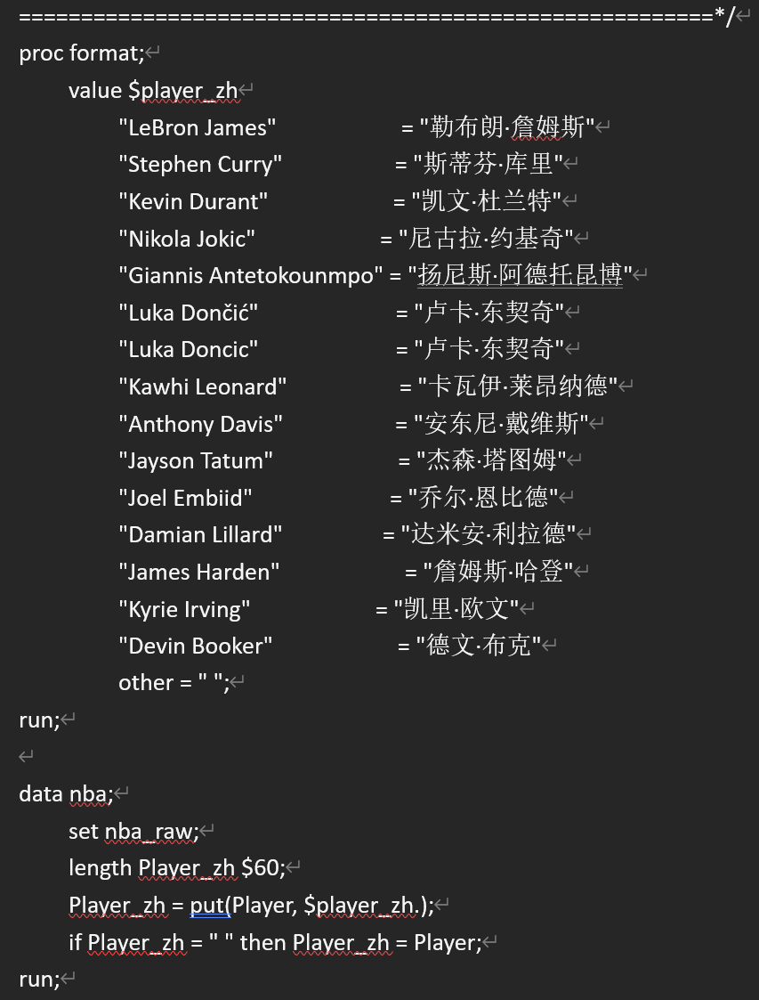 ========================================================*/
proc format;
value $player_zh
"LeBron James" = "勒布朗·詹姆斯"
"Stephen Curry" = "斯蒂芬·库里"
"Kevin Durant" = "凯文·杜兰特"
"Nikola Jokic" = "尼古拉·约基奇"
"Giannis Antetokounmpo" = "扬尼斯·阿德托昆博"
"Luka Dončić" = "卢卡·东契奇"
"Luka Doncic" = "卢卡·东契奇"
"Kawhi Leonard" = "卡瓦伊·莱昂纳德"
"Anthony Davis" = "安东尼·戴维斯"
"Jayson Tatum" = "杰森·塔图姆"
"Joel Embiid" = "乔尔·恩比德"
"Damian Lillard" = "达米安·利拉德"
"James Harden" = "詹姆斯·哈登"
"Kyrie Irving" = "凯里·欧文"
"Devin Booker" = "德文·布克"
other = " ";
run;
data nba;
set nba_raw;
length Player_zh $60;
Player_zh = put(Player, $player_zh.);
if Player_zh = " " then Player_zh = Player;
run;